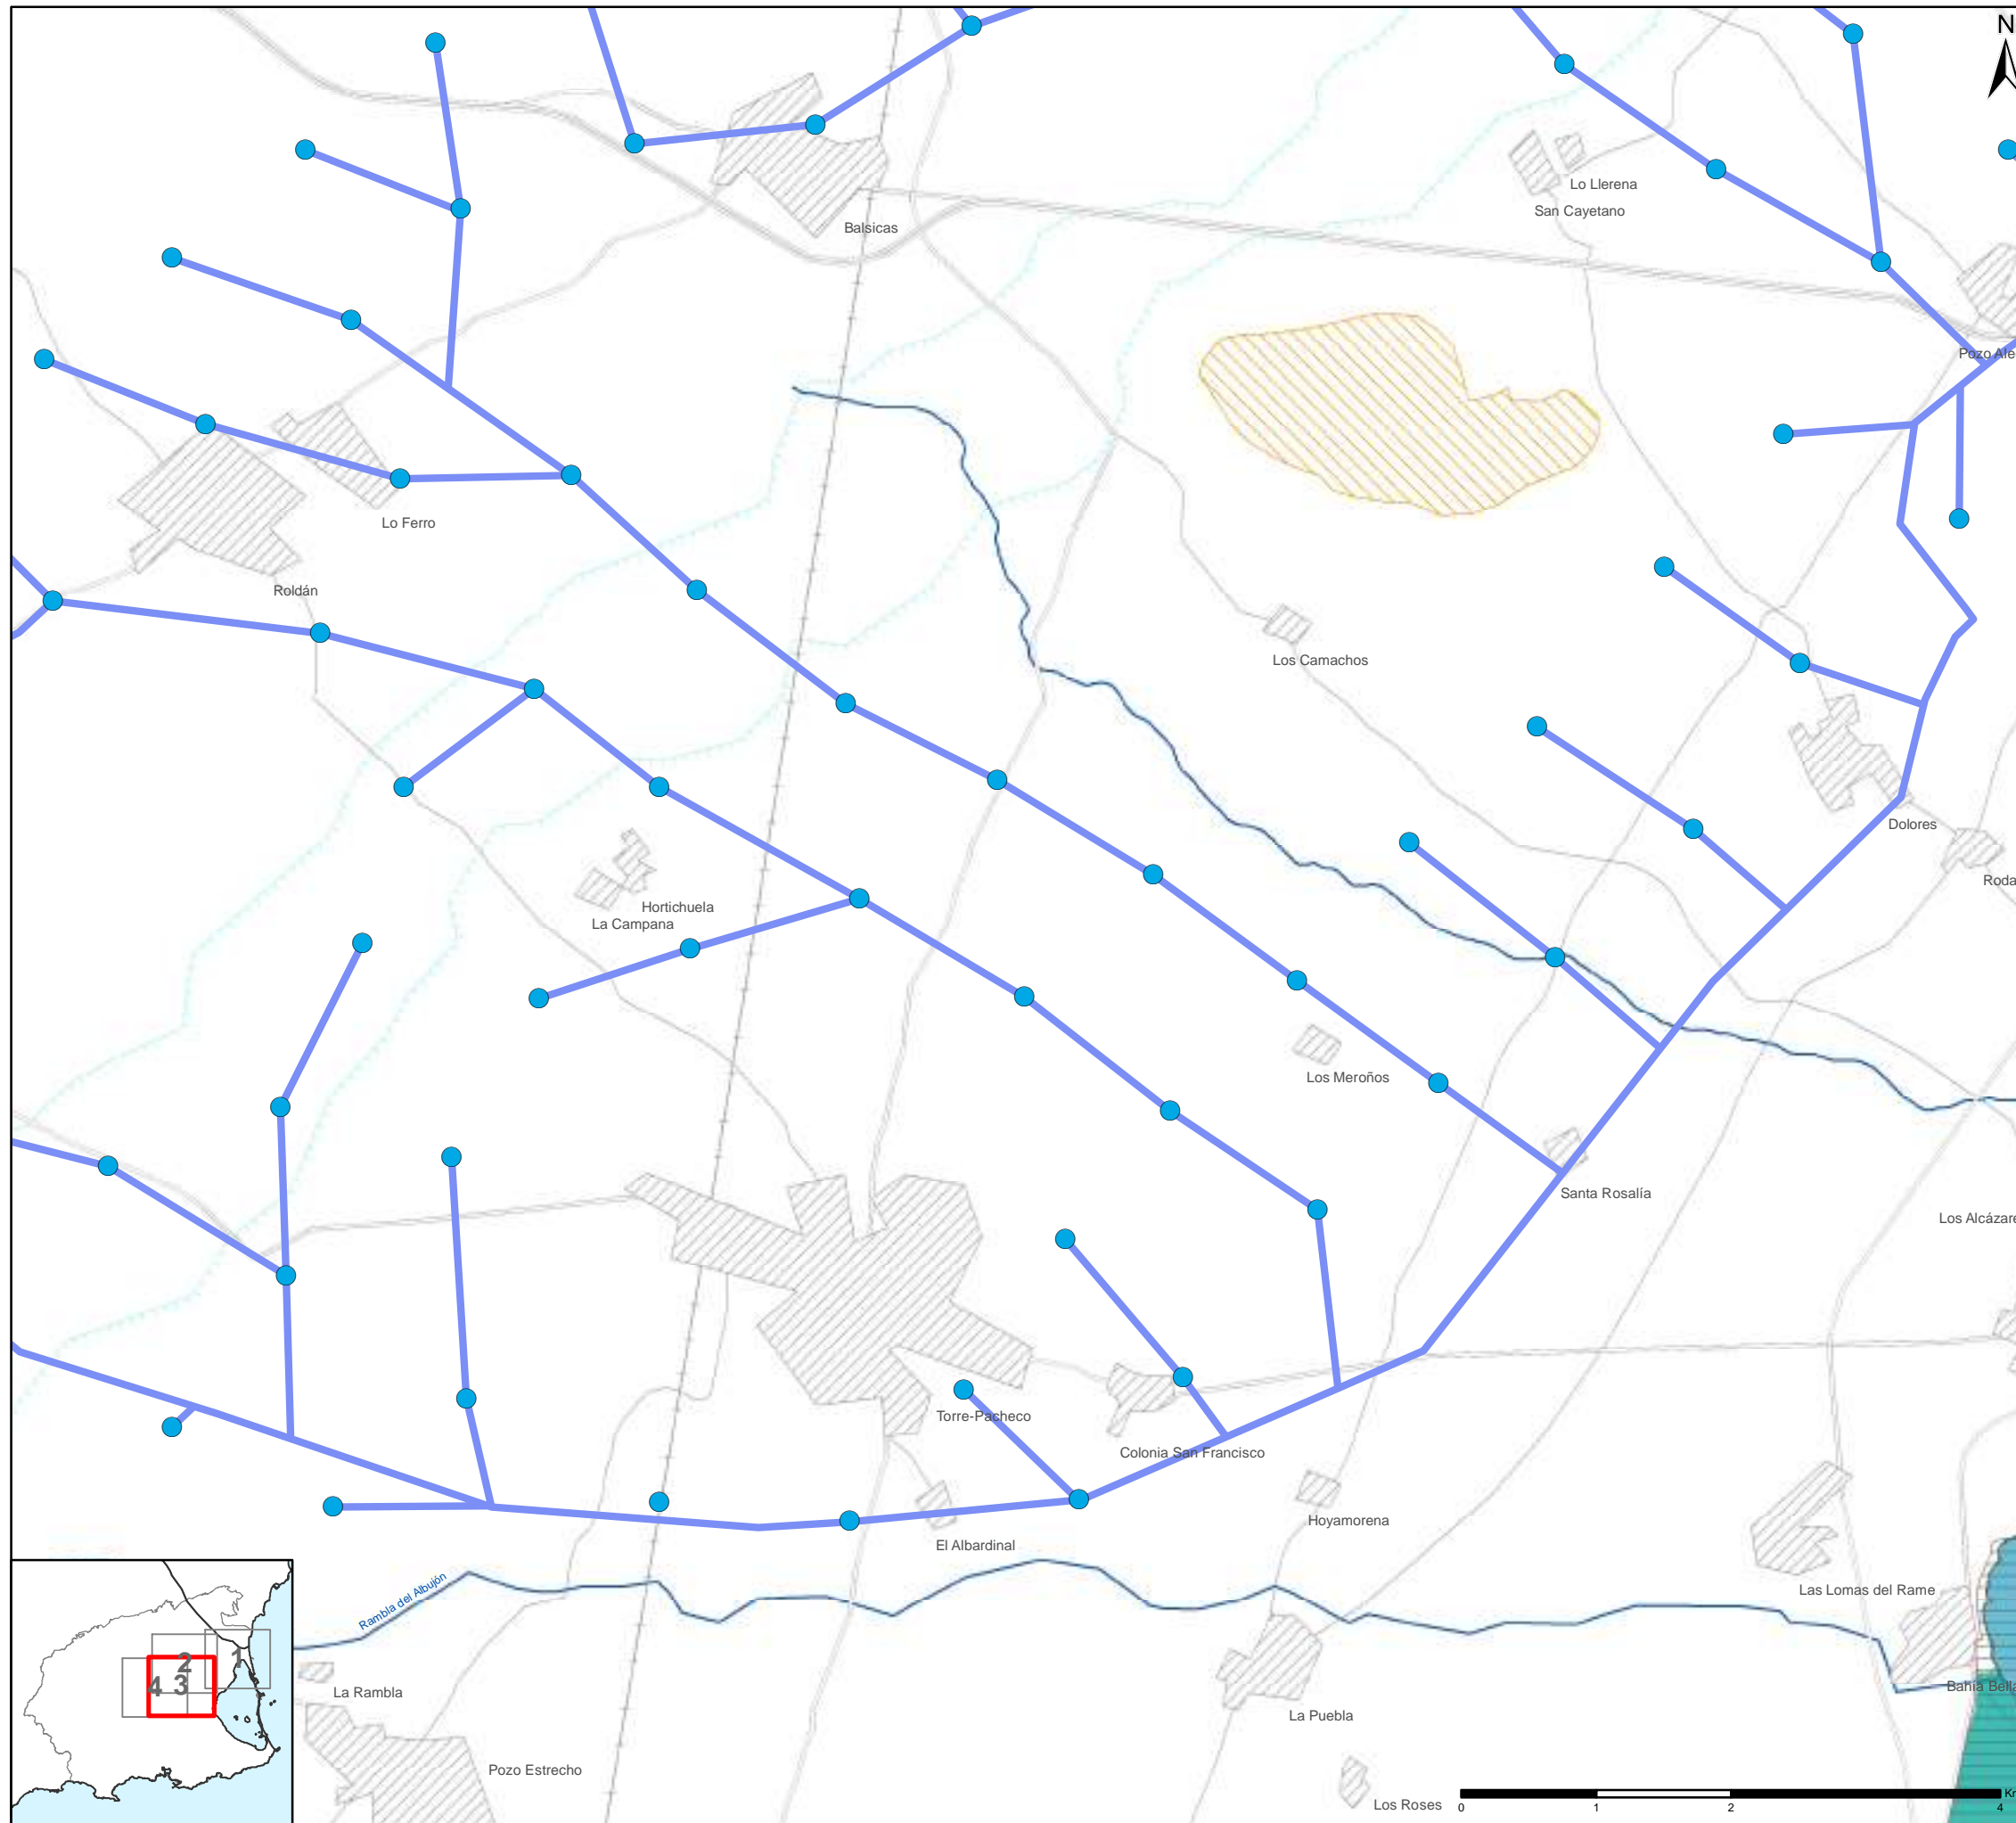 N
Lo Llerena
San Cayetano
Balsicas
Pozo Ale
Lo Ferro
Roldán
Los Camachos
Dolores
Roda
Hortichuela
La Campana
Los Meroños
Santa Rosalía
Los Alcázare
Torre-Pacheco
Colonia San Francisco
Hoyamorena
El Albardinal
Rambla del Albujón
Las Lomas del Rame
La Rambla
Bahía Bella
La Puebla
Pozo Estrecho
Los Roses
1
2
3
4
0 1 2 4